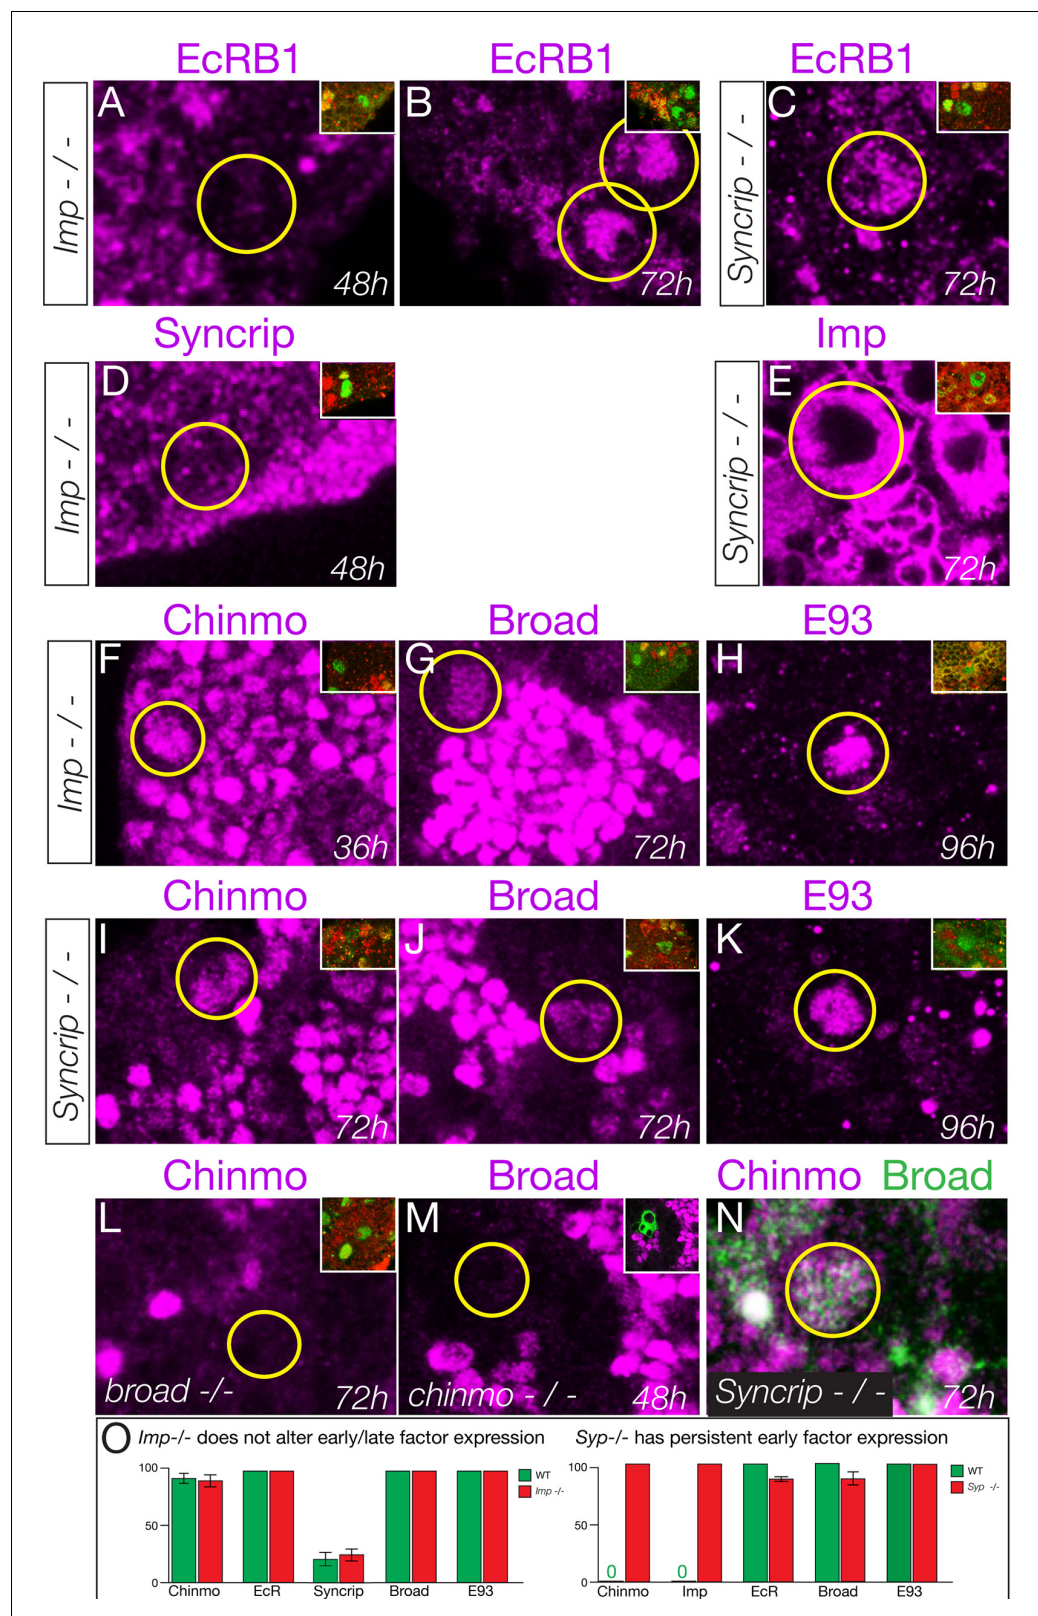 EcRB1 EcRB1 EcRB1
Imp - / -
A 48h
B 72h
Syncrip - / -
C 72h
Syncrip Imp
Imp - / -
D 48h
Syncrip - / -
E 72h
Chinmo Broad E93
Imp - / -
F 36h
G 72h
H 96h
Chinmo Broad E93
Syncrip - / -
I 72h
J 72h
K 96h
Chinmo Broad Chinmo Broad
L broad -/- 72h
M chinmo - / - 48h
N Syncrip - / - 72h
O Imp-/- does not alter early/late factor expression
100
50
0
WT
Imp -/-
Chinmo EcR Syncrip Broad E93
Syp-/- has persistent early factor expression
100
50
0
0 0
WT
Syp -/-
Chinmo Imp EcR Broad E93